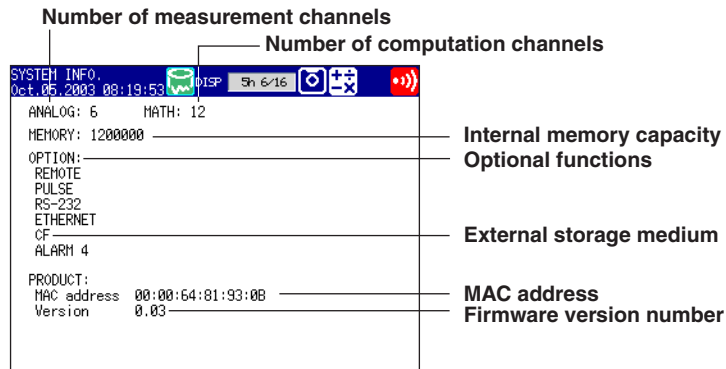 Number of measurement channels
Number of computation channels
SYSTEM INFO.
Oct.05.2003 08:19:53 DISP 5h 6/16
ANALOG: 6 MATH: 12
MEMORY: 1200000
Internal memory capacity
OPTION:
Optional functions
REMOTE
PULSE
RS-232
ETHERNET
CF
External storage medium
ALARM 4
PRODUCT:
MAC address 00:00:64:81:93:0B
MAC address
Version 0.03
Firmware version number